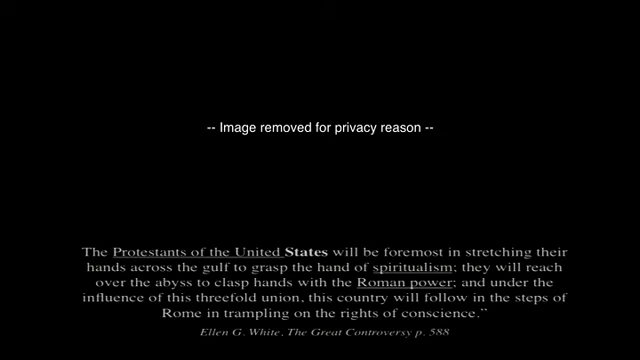 -- Image removed for privacy reason --
The Protestants of the United States will be foremost in stretching their
hands across the gulf to grasp the hand of spiritualism; they will reach
over the abyss to clasp hands with the Roman power; and under the
influence of this threefold union, this country will follow in the steps of
Rome in trampling on the rights of conscience.”
Ellen G. White, The Great Controversy p. 588